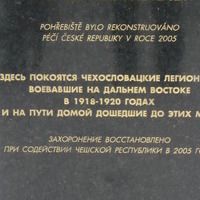 POHŘEBIŠTĚ BYLO REKONSTRUOVÁNO
PÉČÍ ČESKÉ REPUBLIKY V ROCE 2005
ЗДЕСЬ ПОКОЯТСЯ ЧЕХОСЛОВАЦКИЕ ЛЕГИОН
ВОЕВАВШИЕ НА ДАЛЬНЕМ ВОСТОКЕ
В 1918-1920 ГОДАХ
И НА ПУТИ ДОМОЙ ДОШЕДШИЕ ДО ЭТИХ М
ЗАХОРОНЕНИЕ ВОССТАНОВЛЕНО
ПРИ СОДЕЙСТВИИ ЧЕШСКОЙ РЕСПУБЛИКИ В 2005 Г